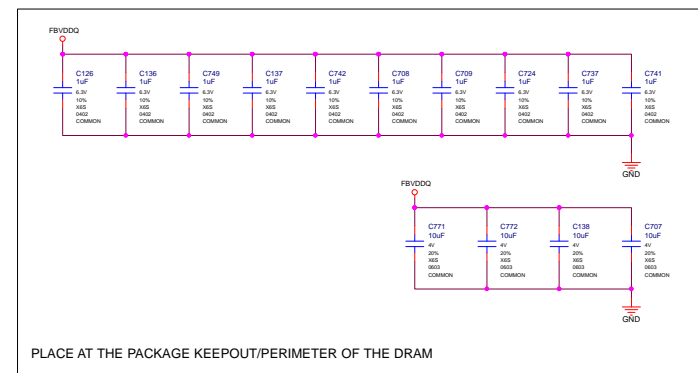 FBVDDQ
C126 C136 C749 C137 C742 C708 C709 C724 C737 C741
1uF 1uF 1uF 1uF 1uF 1uF 1uF 1uF 1uF 1uF
6.3V 6.3V 6.3V 6.3V 6.3V 6.3V 6.3V 6.3V 6.3V 6.3V
10% 10% 10% 10% 10% 10% 10% 10% 10% 10%
X6S X6S X6S X6S X6S X6S X6S X6S X6S X6S
0402 0402 0402 0402 0402 0402 0402 0402 0402 0402
COMMON COMMON COMMON COMMON COMMON COMMON COMMON COMMON COMMON COMMON
GND
FBVDDQ
C771 C772 C138 C707
10uF 10uF 10uF 10uF
4V 4V 4V 4V
20% 20% 20% 20%
X6S X6S X6S X6S
0603 0603 0603 0603
COMMON COMMON COMMON COMMON
GND
PLACE AT THE PACKAGE KEEPOUT/PERIMETER OF THE DRAM